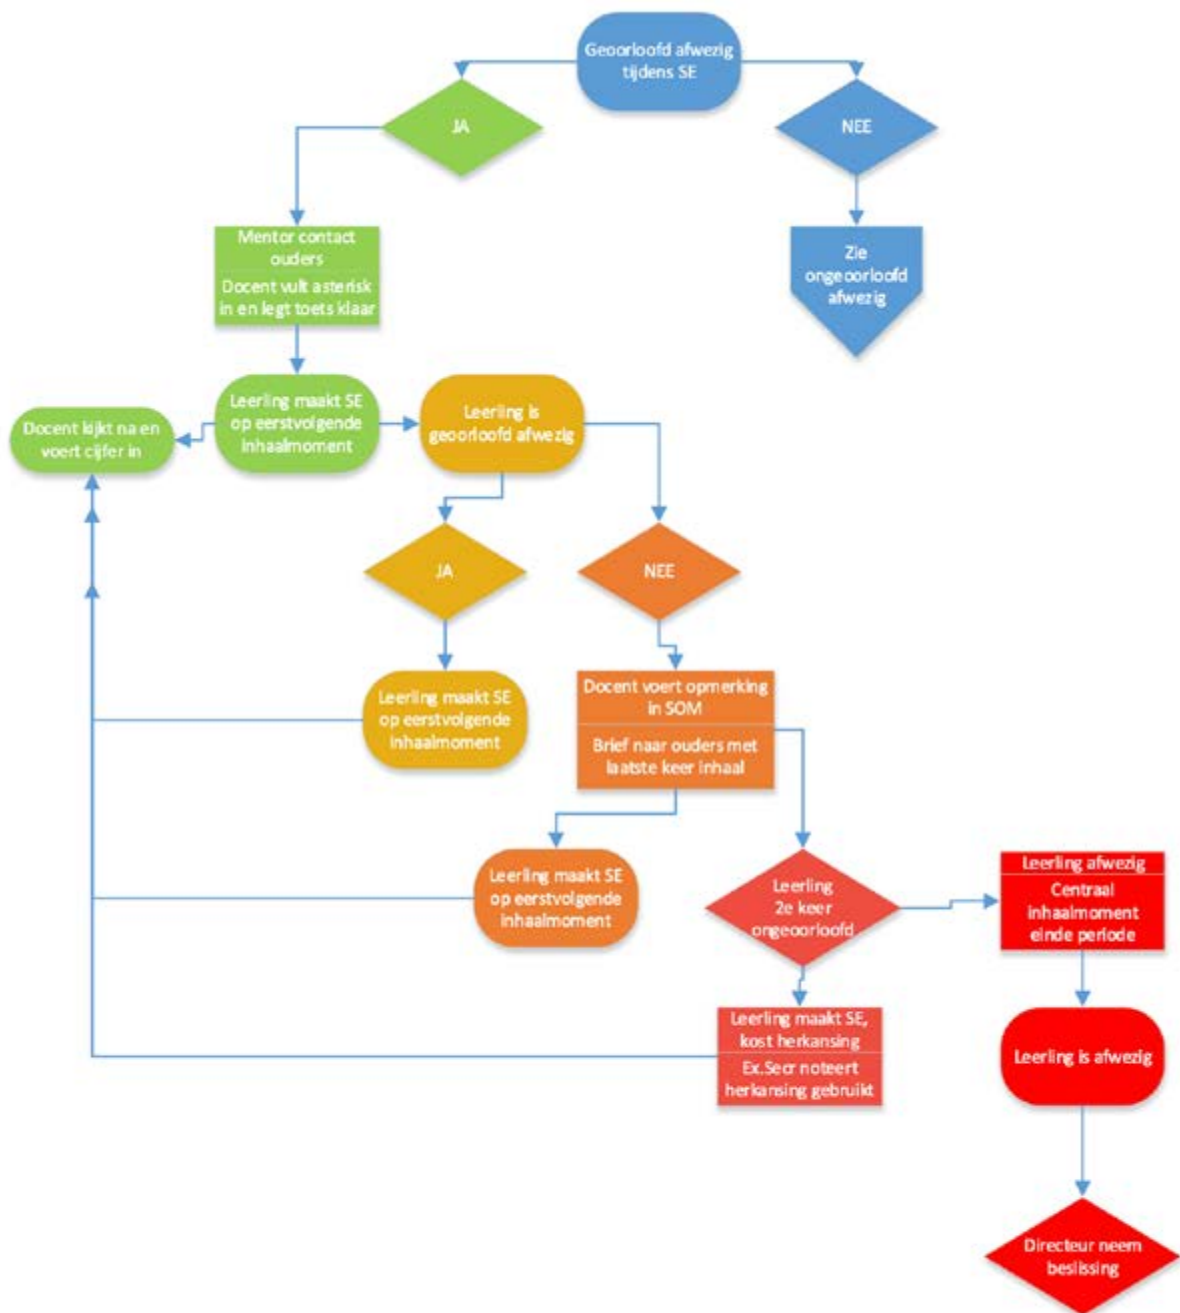 Geoorloofd afwezig
tijdens SE
JA
NEE
Mentor contact
ouders
Docent vult asterisk
in en legt toets klaar
Zie
ongeoorloofd
afwezig
Docent kijkt na en
voert cijfer in
Leerling maakt SE
op eerstvolgende
inhaalmoment
Leerling is
geoorloofd afwezig
JA
NEE
Leerling maakt SE
op eerstvolgende
inhaalmoment
Docent voert opmerking
in SOM
Brief naar ouders met
laatste keer inhaal
Leerling maakt SE
op eerstvolgende
inhaalmoment
Leerling
2e keer
ongeoorloofd
Leerling afwezig
Centraal
inhaalmoment
einde periode
Leerling maakt SE,
kost herkansing
Ex.Secr noteert
herkansing gebruikt
Leerling is afwezig
Directeur neem
beslissing